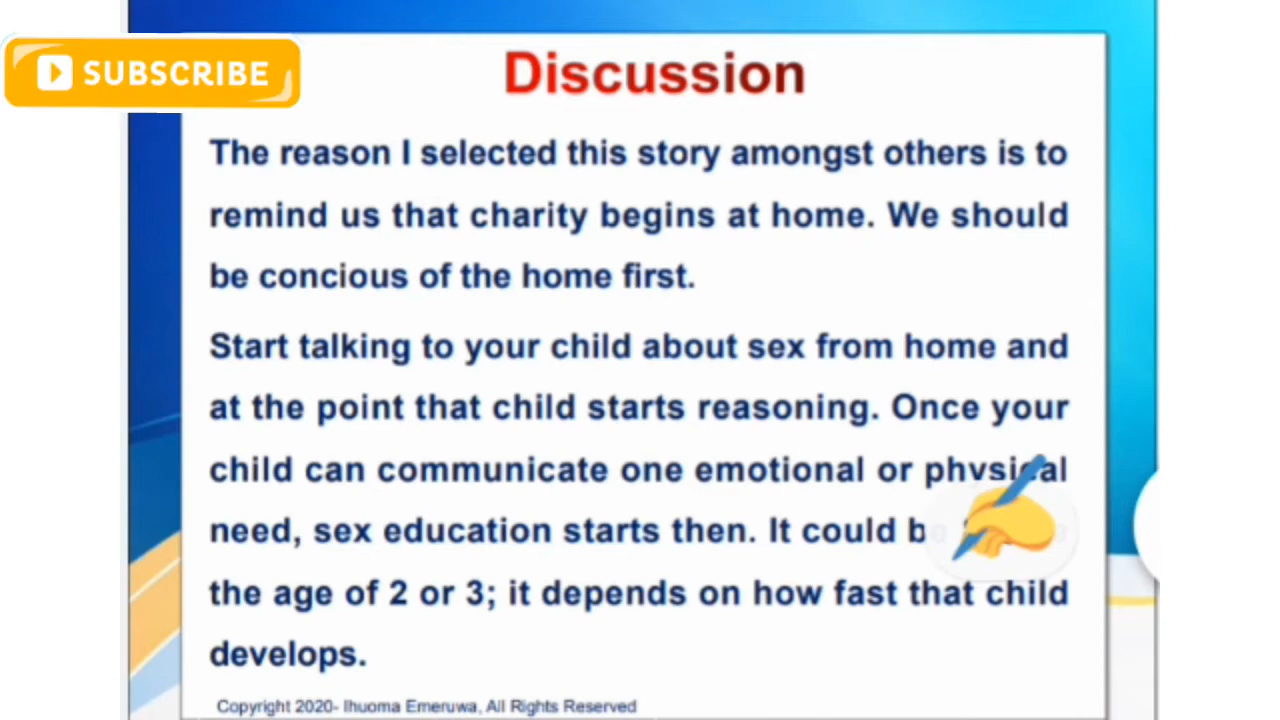 SUBSCRIBE
Discussion
The reason I selected this story amongst others is to
remind us that charity begins at home. We should
be concious of the home first.
Start talking to your child about sex from home and
at the point that child starts reasoning. Once your
child can communicate one emotional or physical
need, sex education starts then. It could be
the age of 2 or 3; it depends on how fast that child
develops.
Copyright 2020- Ihuoma Emeruwa, All Rights Reserved